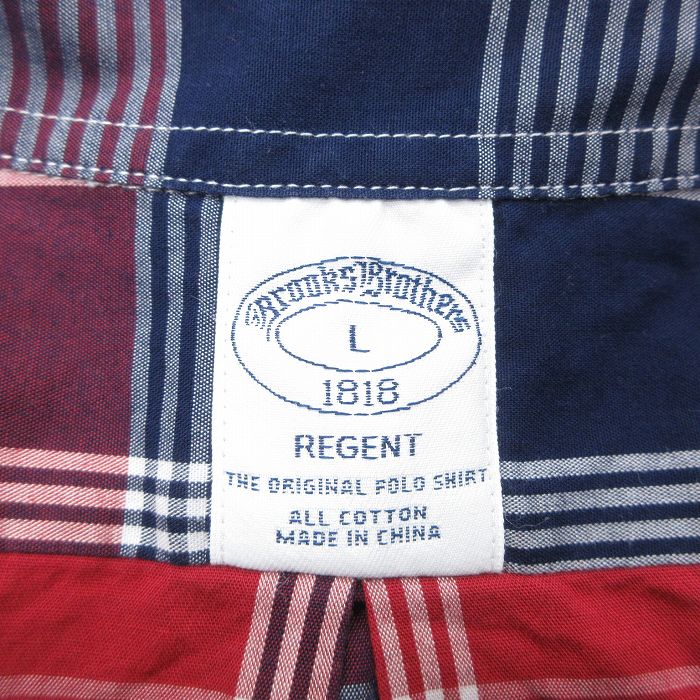 Brooks Brothers
L
1818
REGENT
THE ORIGINAL POLO SHIRT
ALL COTTON
MADE IN CHINA